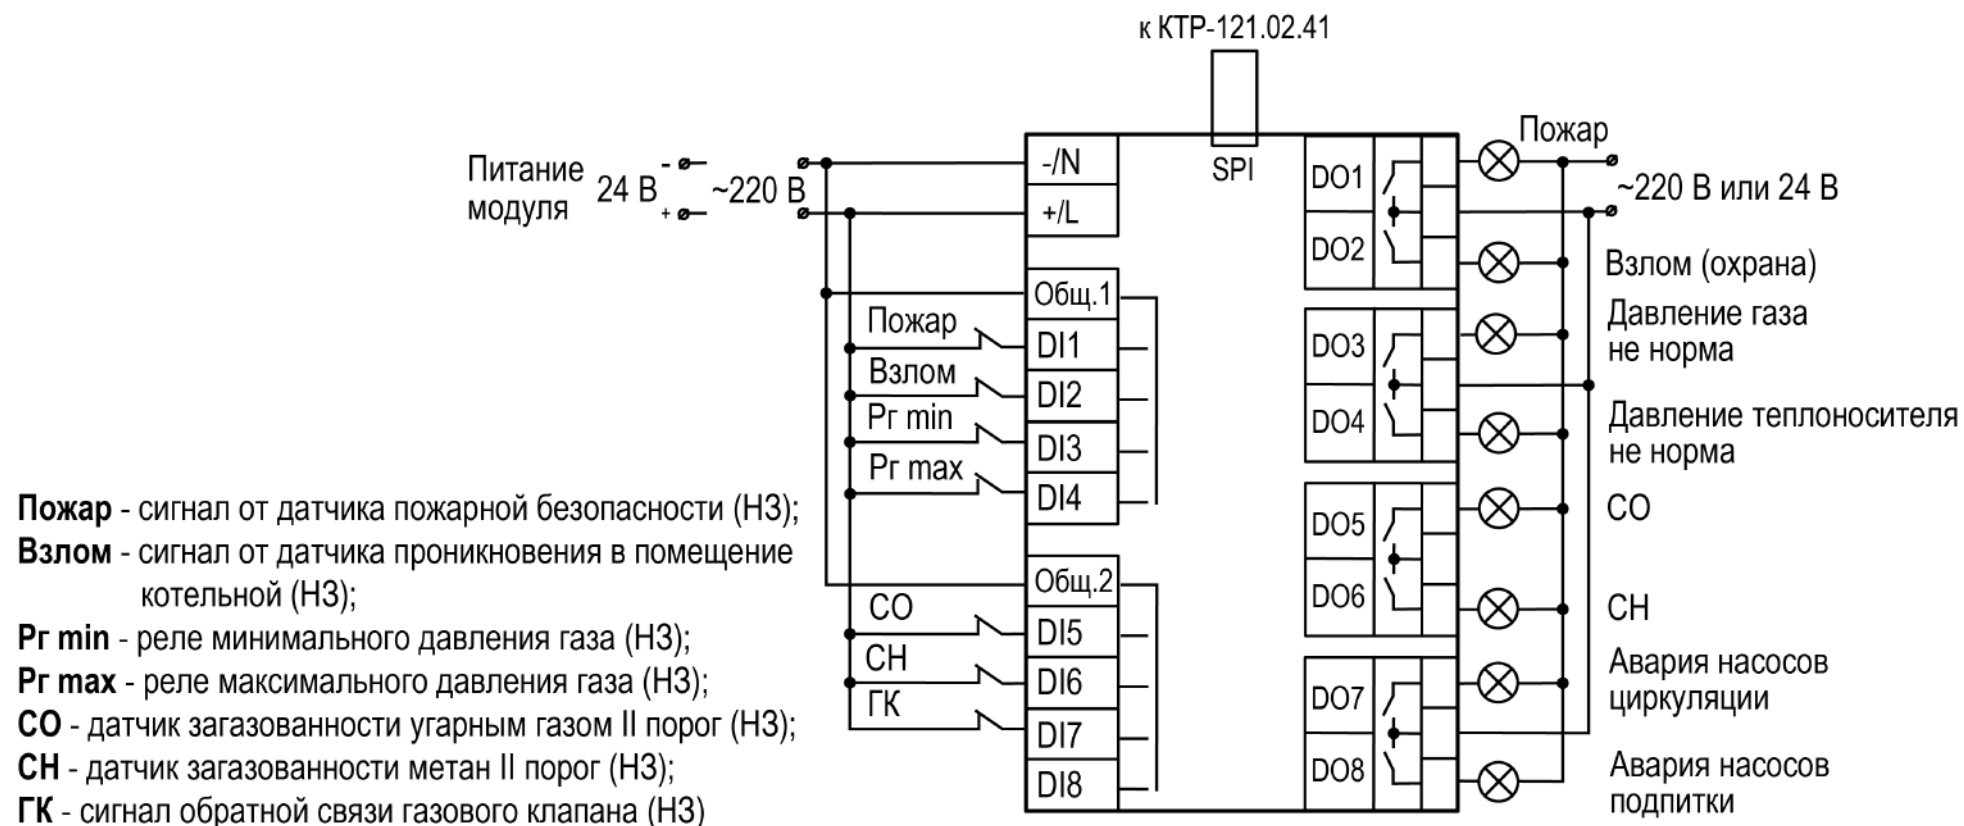 к КТР-121.02.41
SPI
Питание
модуля
- 
24 В
+
~220 В
-/N
+/L
Общ.1
Пожар
DI1
Взлом
DI2
Рг min
DI3
Рг max
DI4
Общ.2
СО
DI5
СН
DI6
ГК
DI7
DI8
DO1
DO2
DO3
DO4
DO5
DO6
DO7
DO8
Пожар
~220 В или 24 В
Взлом (охрана)
Давление газа
не норма
Давление теплоносителя
не норма
СО
СН
Авария насосов
циркуляции
Авария насосов
подпитки
Пожар - сигнал от датчика пожарной безопасности (НЗ);
Взлом - сигнал от датчика проникновения в помещение
котельной (НЗ);
Рг min - реле минимального давления газа (НЗ);
Рг max - реле максимального давления газа (НЗ);
СО - датчик загазованности угарным газом II порог (НЗ);
СН - датчик загазованности метан II порог (НЗ);
ГК - сигнал обратной связи газового клапана (НЗ)